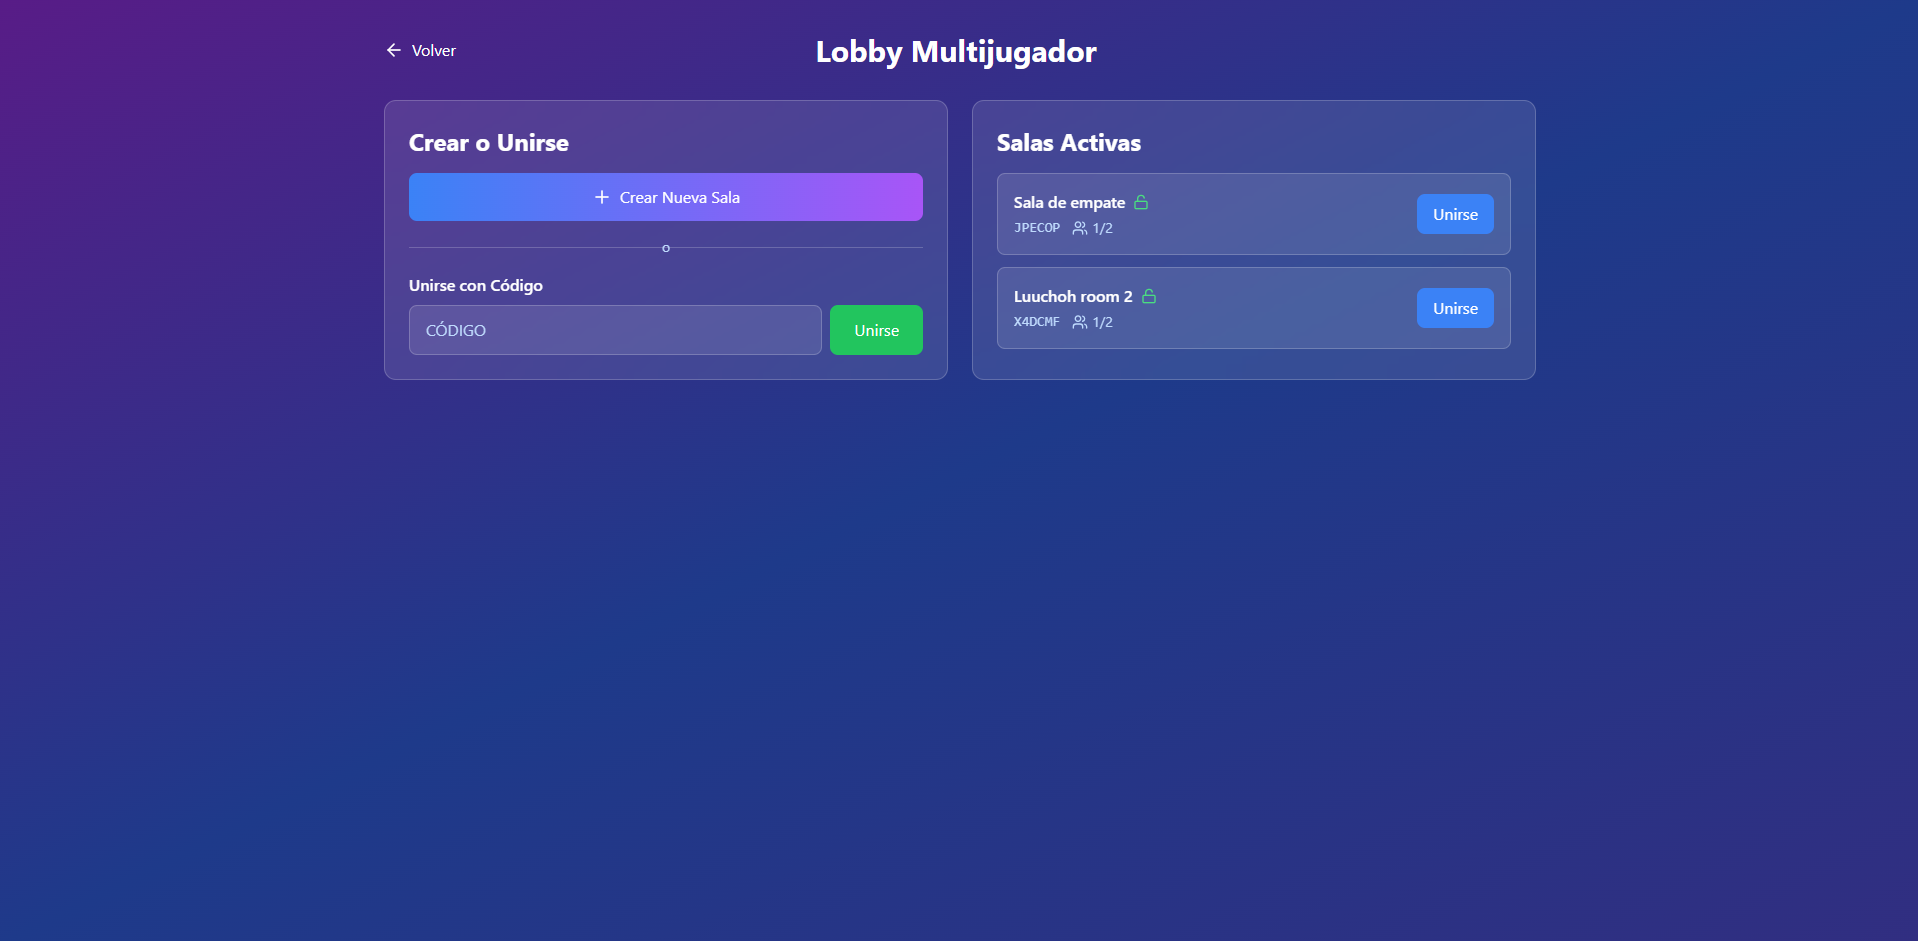 Volver
Lobby Multijugador
Crear o Unirse
Crear Nueva Sala
o
Unirse con Código
CÓDIGO
Unirse
Salas Activas
Sala de empate
JPECOP 1/2
Unirse
Luuchoh room 2
X4DCMF 1/2
Unirse